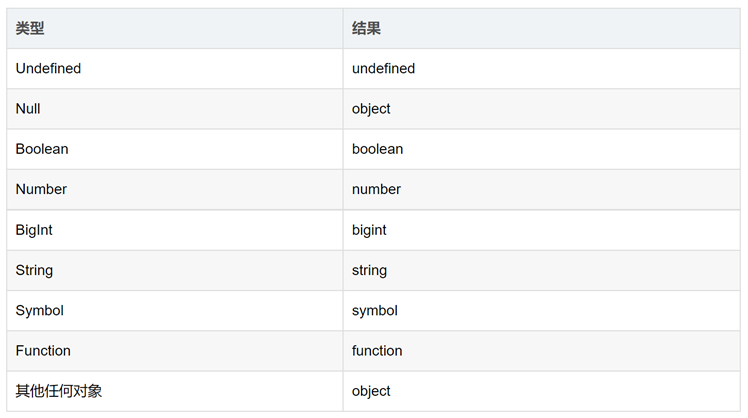 类型 结果
Undefined undefined
Null object
Boolean boolean
Number number
BigInt bigint
String string
Symbol symbol
Function function
其他任何对象 object